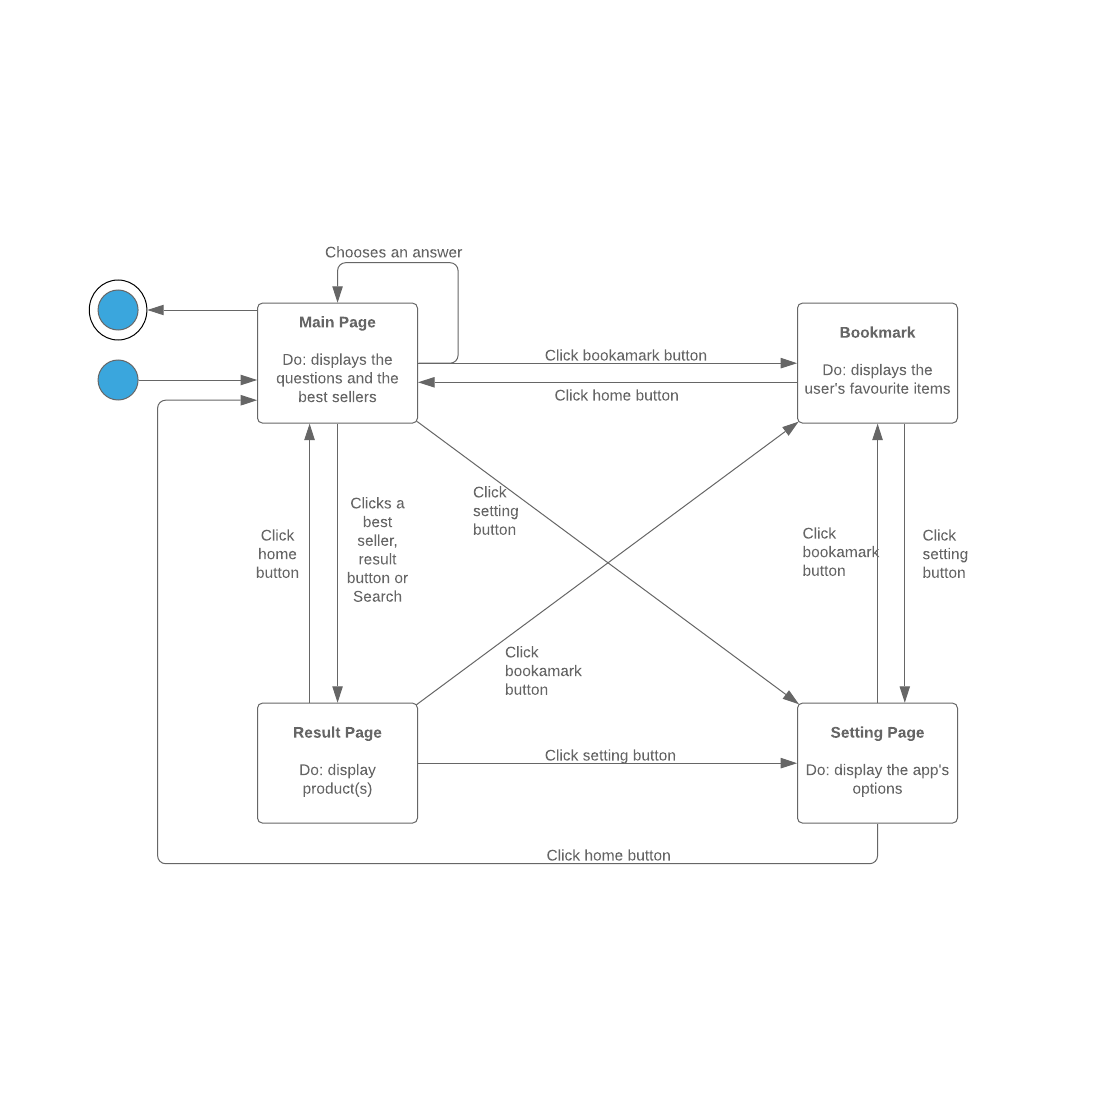 Chooses an answer
Main Page
Do: displays the
questions and the
best sellers
Click bookamark button
Click home button
Bookmark
Do: displays the
user's favourite items
Click
home
button
Clicks a
best
seller,
result
button or
Search
Click
setting
button
Click
bookamark
button
Click
bookamark
button
Click
setting
button
Result Page
Do: display
product(s)
Click setting button
Setting Page
Do: display the app's
options
Click home button